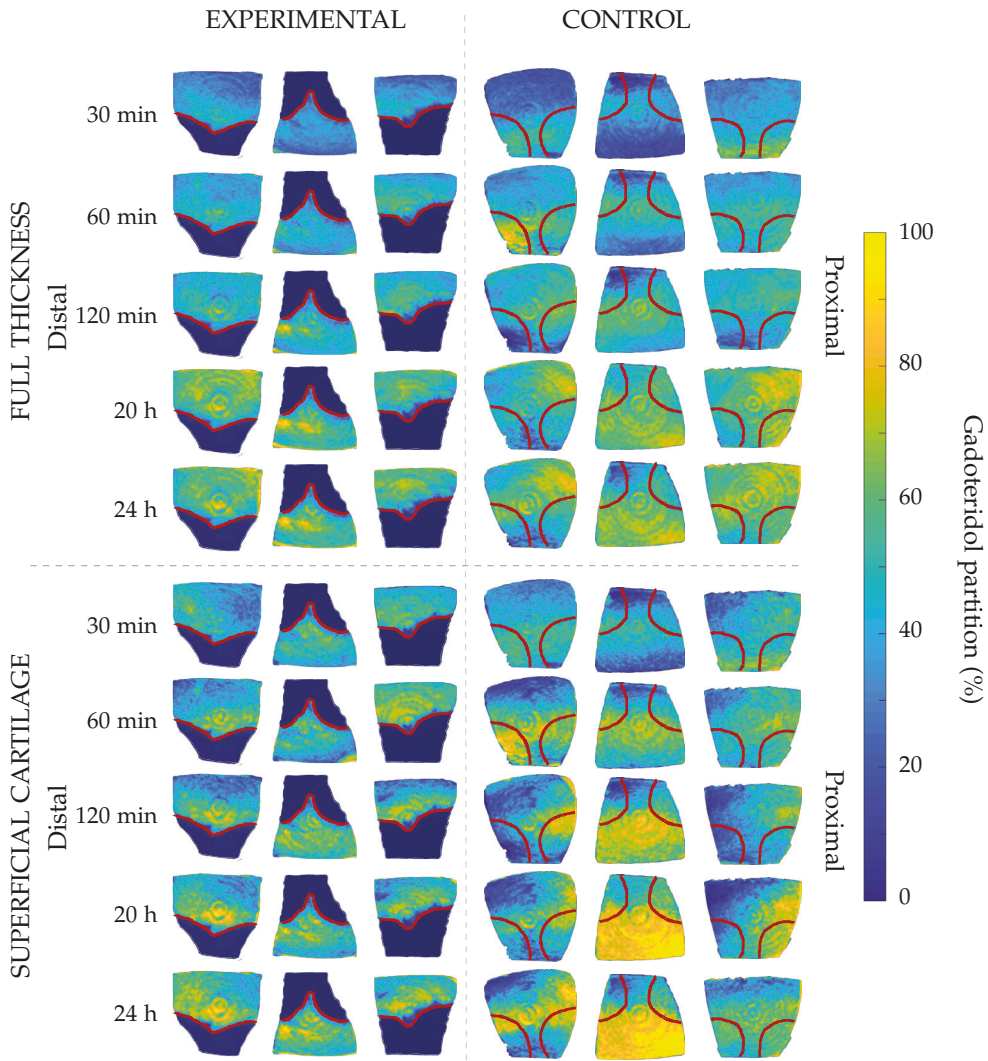 EXPERIMENTAL
CONTROL
FULL THICKNESS
Distal
30 min
60 min
120 min
20 h
24 h
Proximal
SUPERFICIAL CARTILAGE
Distal
30 min
60 min
120 min
20 h
24 h
Proximal
100
80
60
40
20
0
Gadoteridol partition (%)